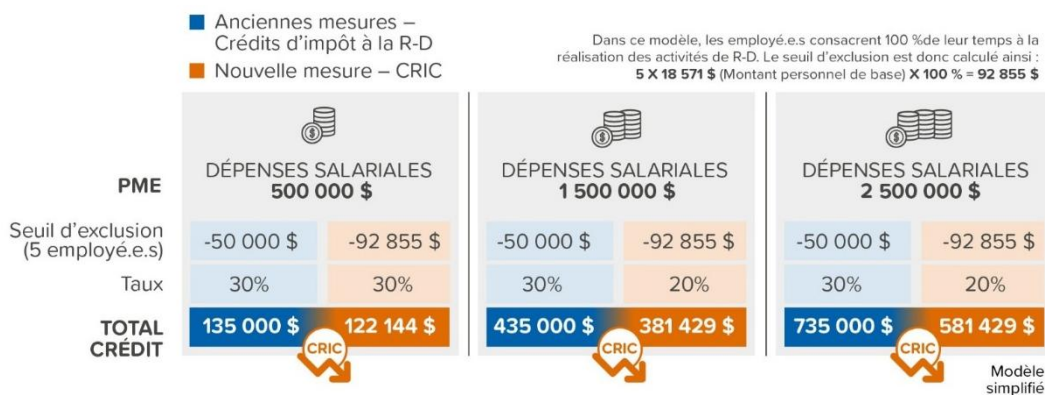 Anciennes mesures –
Crédits d'impôt à la R-D
Nouvelle mesure – CRIC
Dans ce modèle, les employé.e.s consacrent 100 %de leur temps à la
réalisation des activités de R-D. Le seuil d'exclusion est donc calculé ainsi :
5 X 18 571 $ (Montant personnel de base) X 100 % = 92 855 $
PME
DÉPENSES SALARIALES
500 000 $
DÉPENSES SALARIALES
1 500 000 $
DÉPENSES SALARIALES
2 500 000 $
Seuil d'exclusion
(5 employé.e.s)
-50 000 $ -92 855 $ -50 000 $ -92 855 $ -50 000 $ -92 855 $
Taux 30% 30% 30% 20% 30% 20%
TOTAL
CRÉDIT
135 000 $ 122 144 $ 435 000 $ 381 429 $ 735 000 $ 581 429 $
CRIC CRIC CRIC
Modèle
simplifié